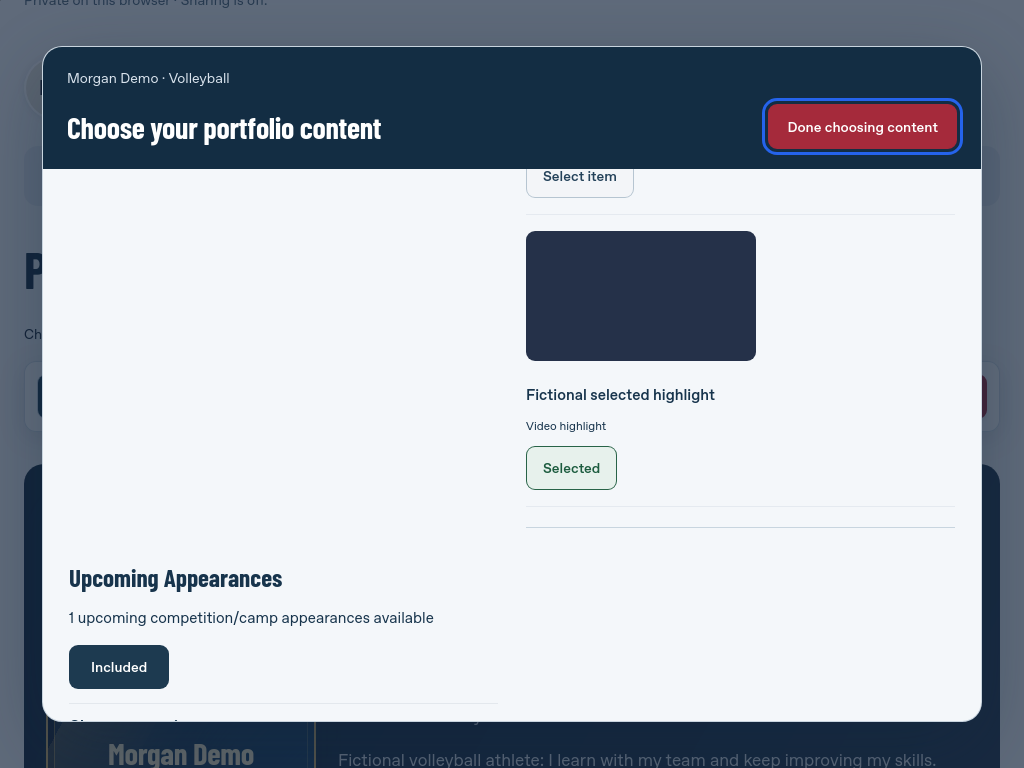 Private on this browser · Sharing is off.
Morgan Demo · Volleyball
Choose your portfolio content
Done choosing content
Select item
Fictional selected highlight
Video highlight
Selected
Upcoming Appearances
1 upcoming competition/camp appearances available
Included
Morgan Demo
Fictional volleyball athlete: I learn with my team and keep improving my skills.